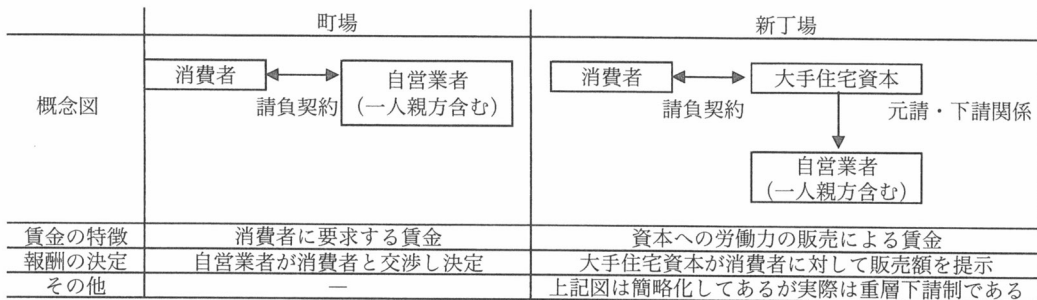 町場
新丁場
概念図
消費者
自営業者
(一人親方含む)
請負契約
消費者
大手住宅資本
請負契約
元請・下請関係
自営業者
(一人親方含む)
賃金の特徴
消費者に要求する賃金
資本への労働力の販売による賃金
報酬の決定
自営業者が消費者と交渉し決定
大手住宅資本が消費者に対して販売額を提示
その他
―
上記図は簡略化してあるが実際は重層下請制である